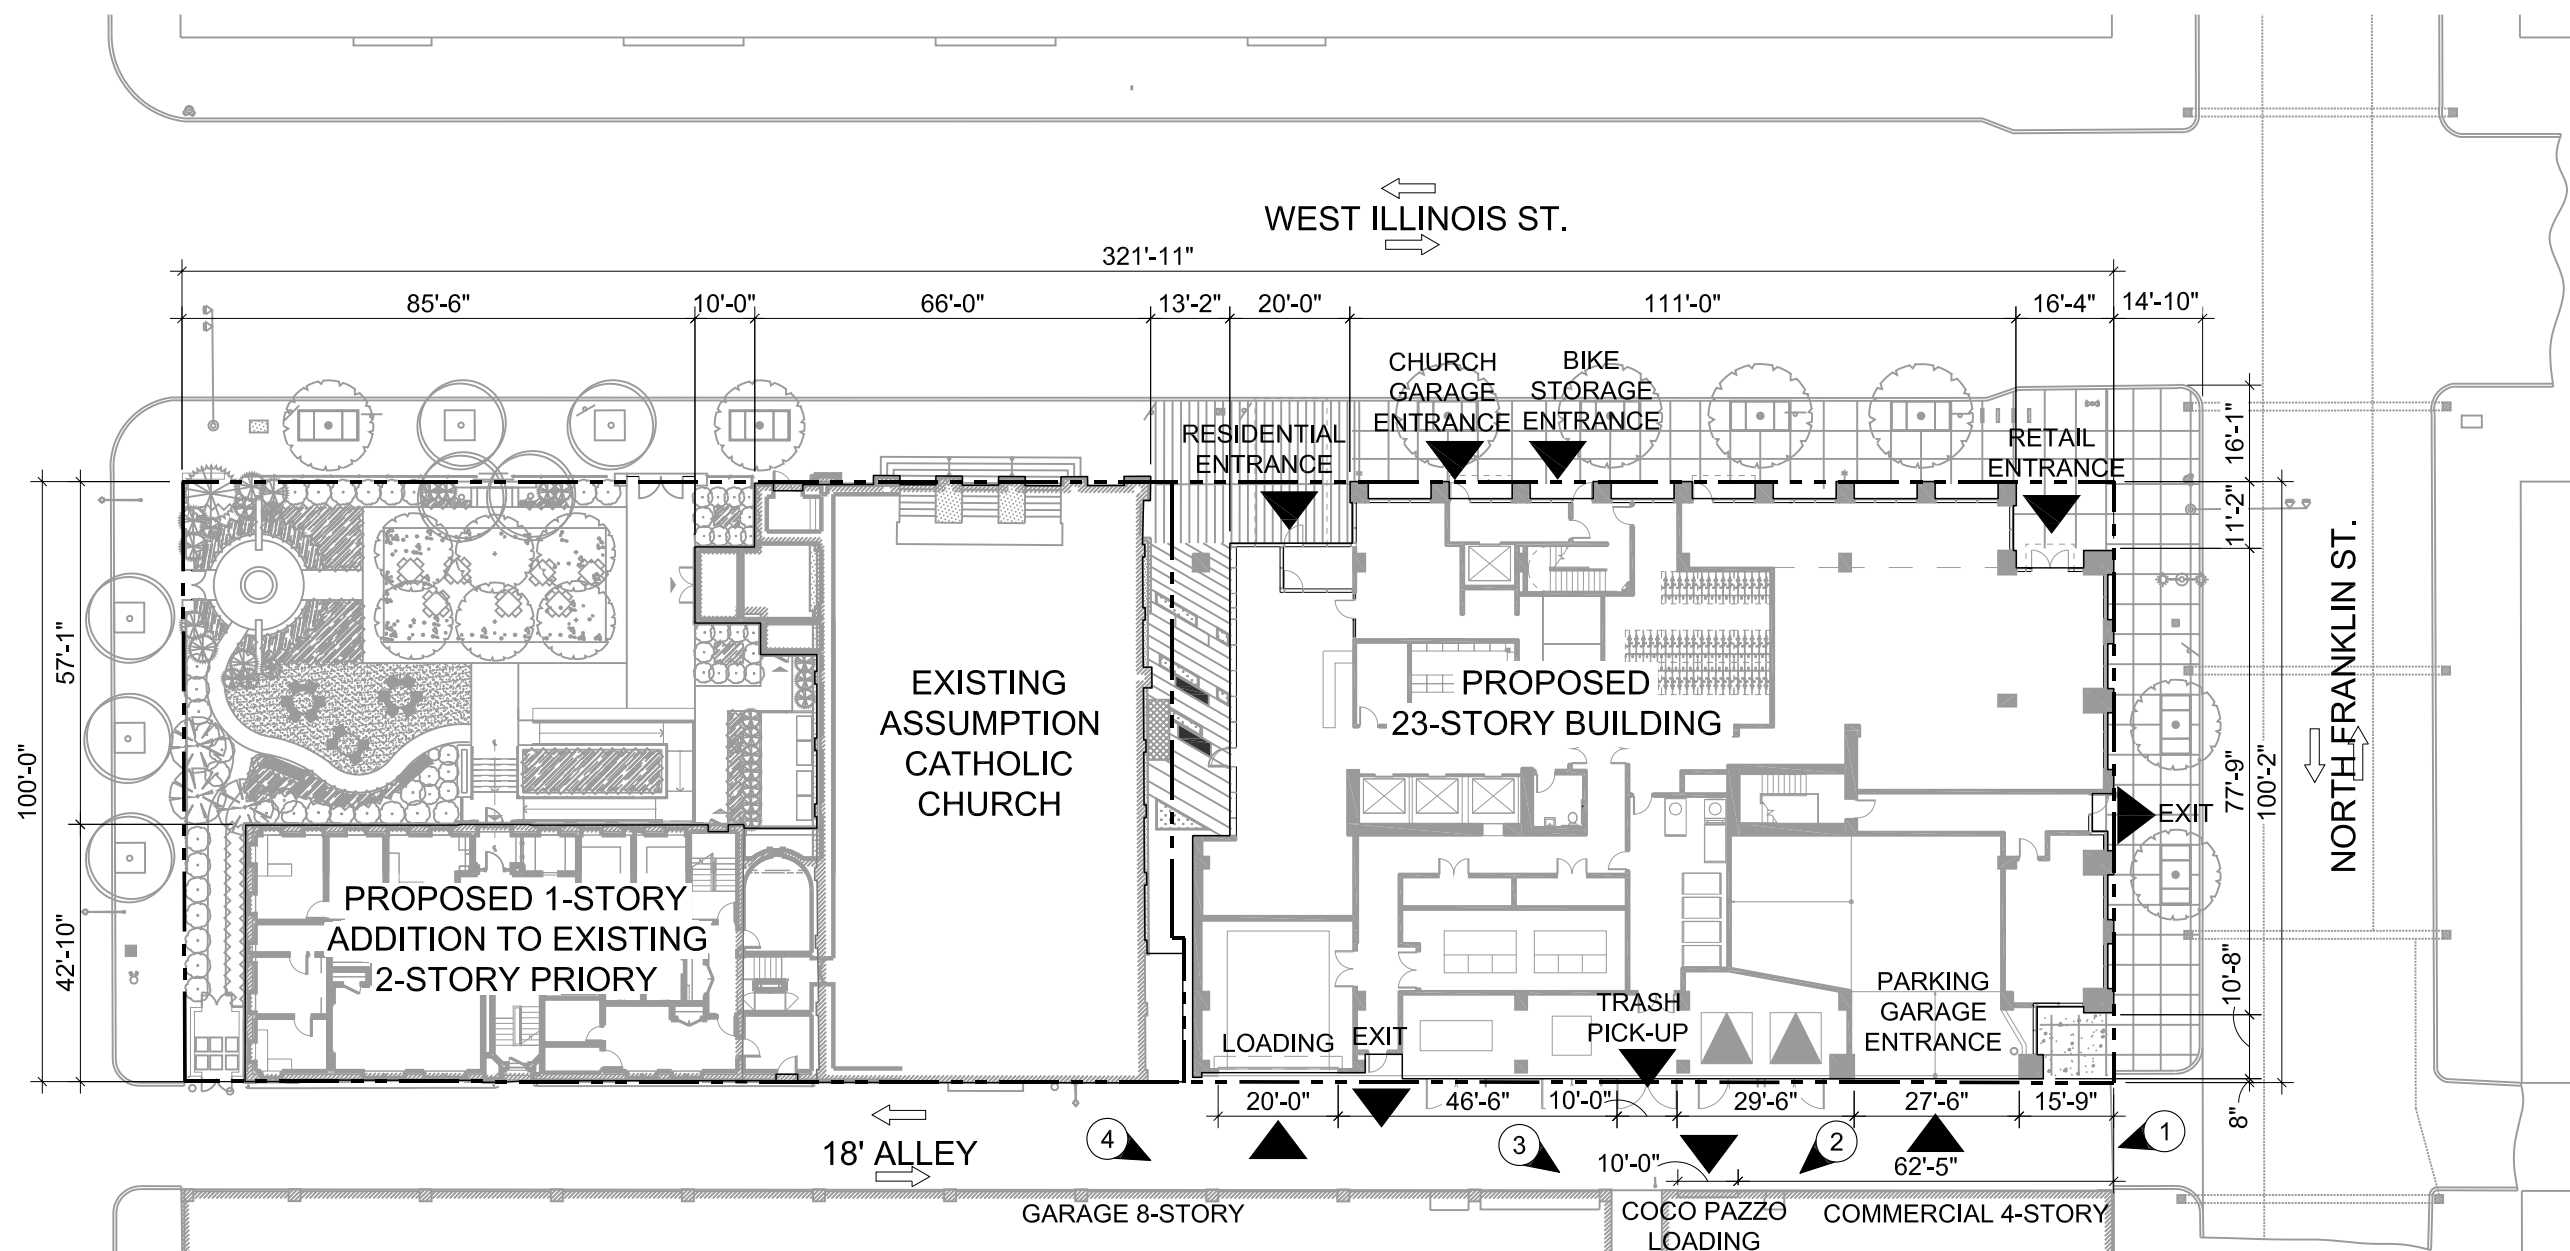 WEST ILLINOIS ST.
321'-11"
85'-6"
10'-0"
66'-0"
13'-2"
20'-0"
111'-0"
16'-4"
14'-10"
CHURCH
GARAGE
ENTRANCE
BIKE
STORAGE
ENTRANCE
RESIDENTIAL
ENTRANCE
RETAIL
ENTRANCE
16'-1"
11'-2"
77'-9"
100'-2"
10'-8"
8"
NORTH FRANKLIN ST.
EXIT
100'-0"
57'-1"
42'-10"
EXISTING
ASSUMPTION
CATHOLIC
CHURCH
PROPOSED
23-STORY BUILDING
PROPOSED 1-STORY
ADDITION TO EXISTING
2-STORY PRIORY
LOADING
EXIT
TRASH
PICK-UP
PARKING
GARAGE
ENTRANCE
20'-0"
46'-6"
10'-0"
29'-6"
27'-6"
15'-9"
18' ALLEY
4
3
2
1
10'-0"
62'-5"
GARAGE 8-STORY
COCO PAZZO
LOADING
COMMERCIAL 4-STORY